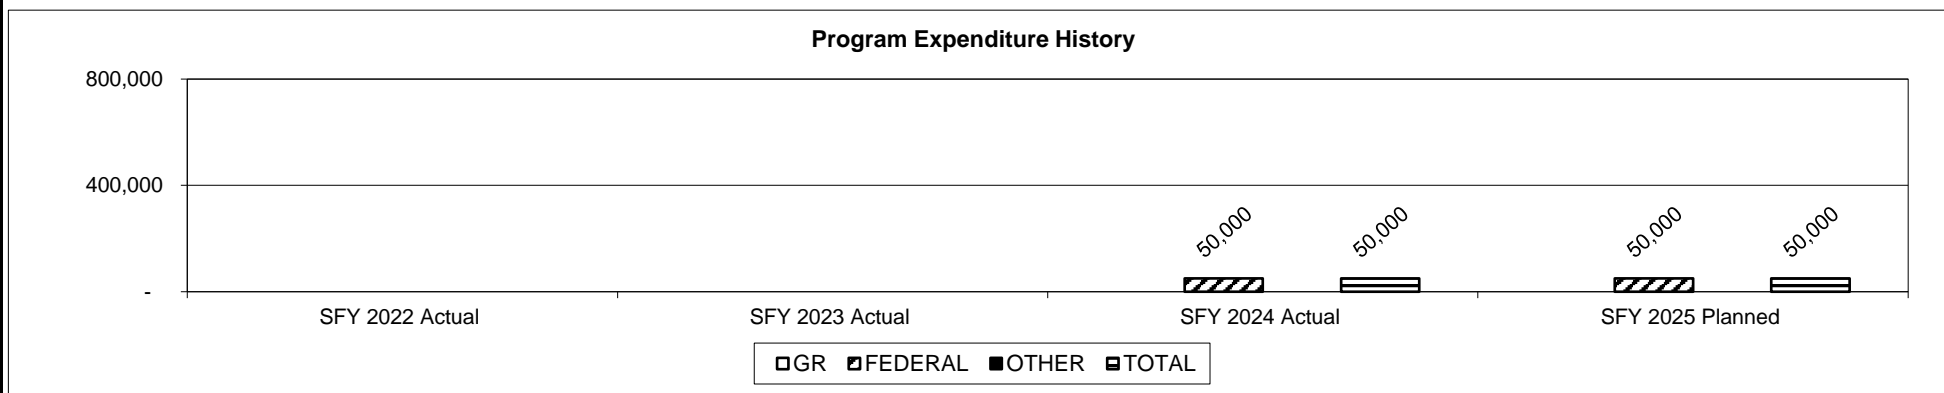 Program Expenditure History
800,000
400,000
-
50,000 50,000 50,000 50,000
SFY 2022 Actual SFY 2023 Actual SFY 2024 Actual SFY 2025 Planned
GR FEDERAL OTHER TOTAL